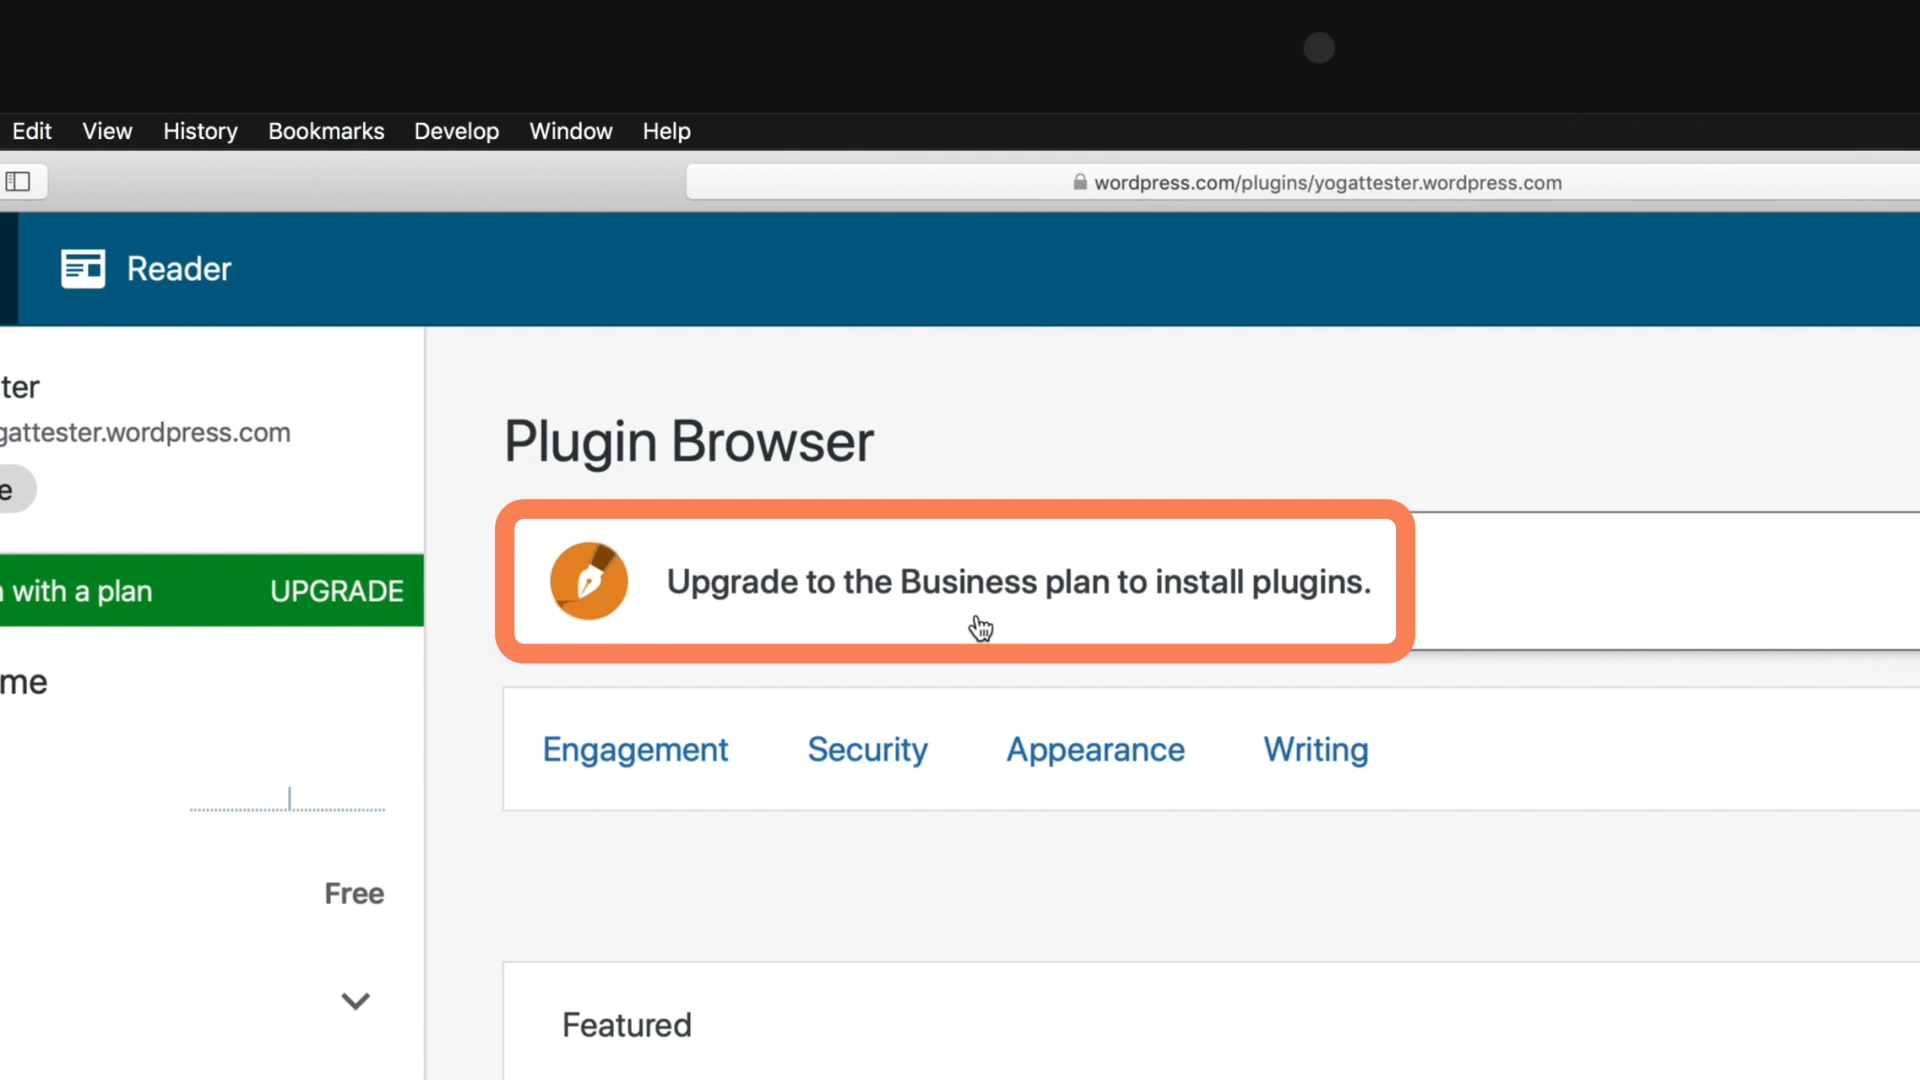 Edit View History Bookmarks Develop Window Help
wordpress.com/plugins/yogattester.wordpress.com
Reader
ter
gattester.wordpress.com
e
Plugin Browser
with a plan UPGRADE
Upgrade to the Business plan to install plugins.
me
Engagement Security Appearance Writing
Free
Featured